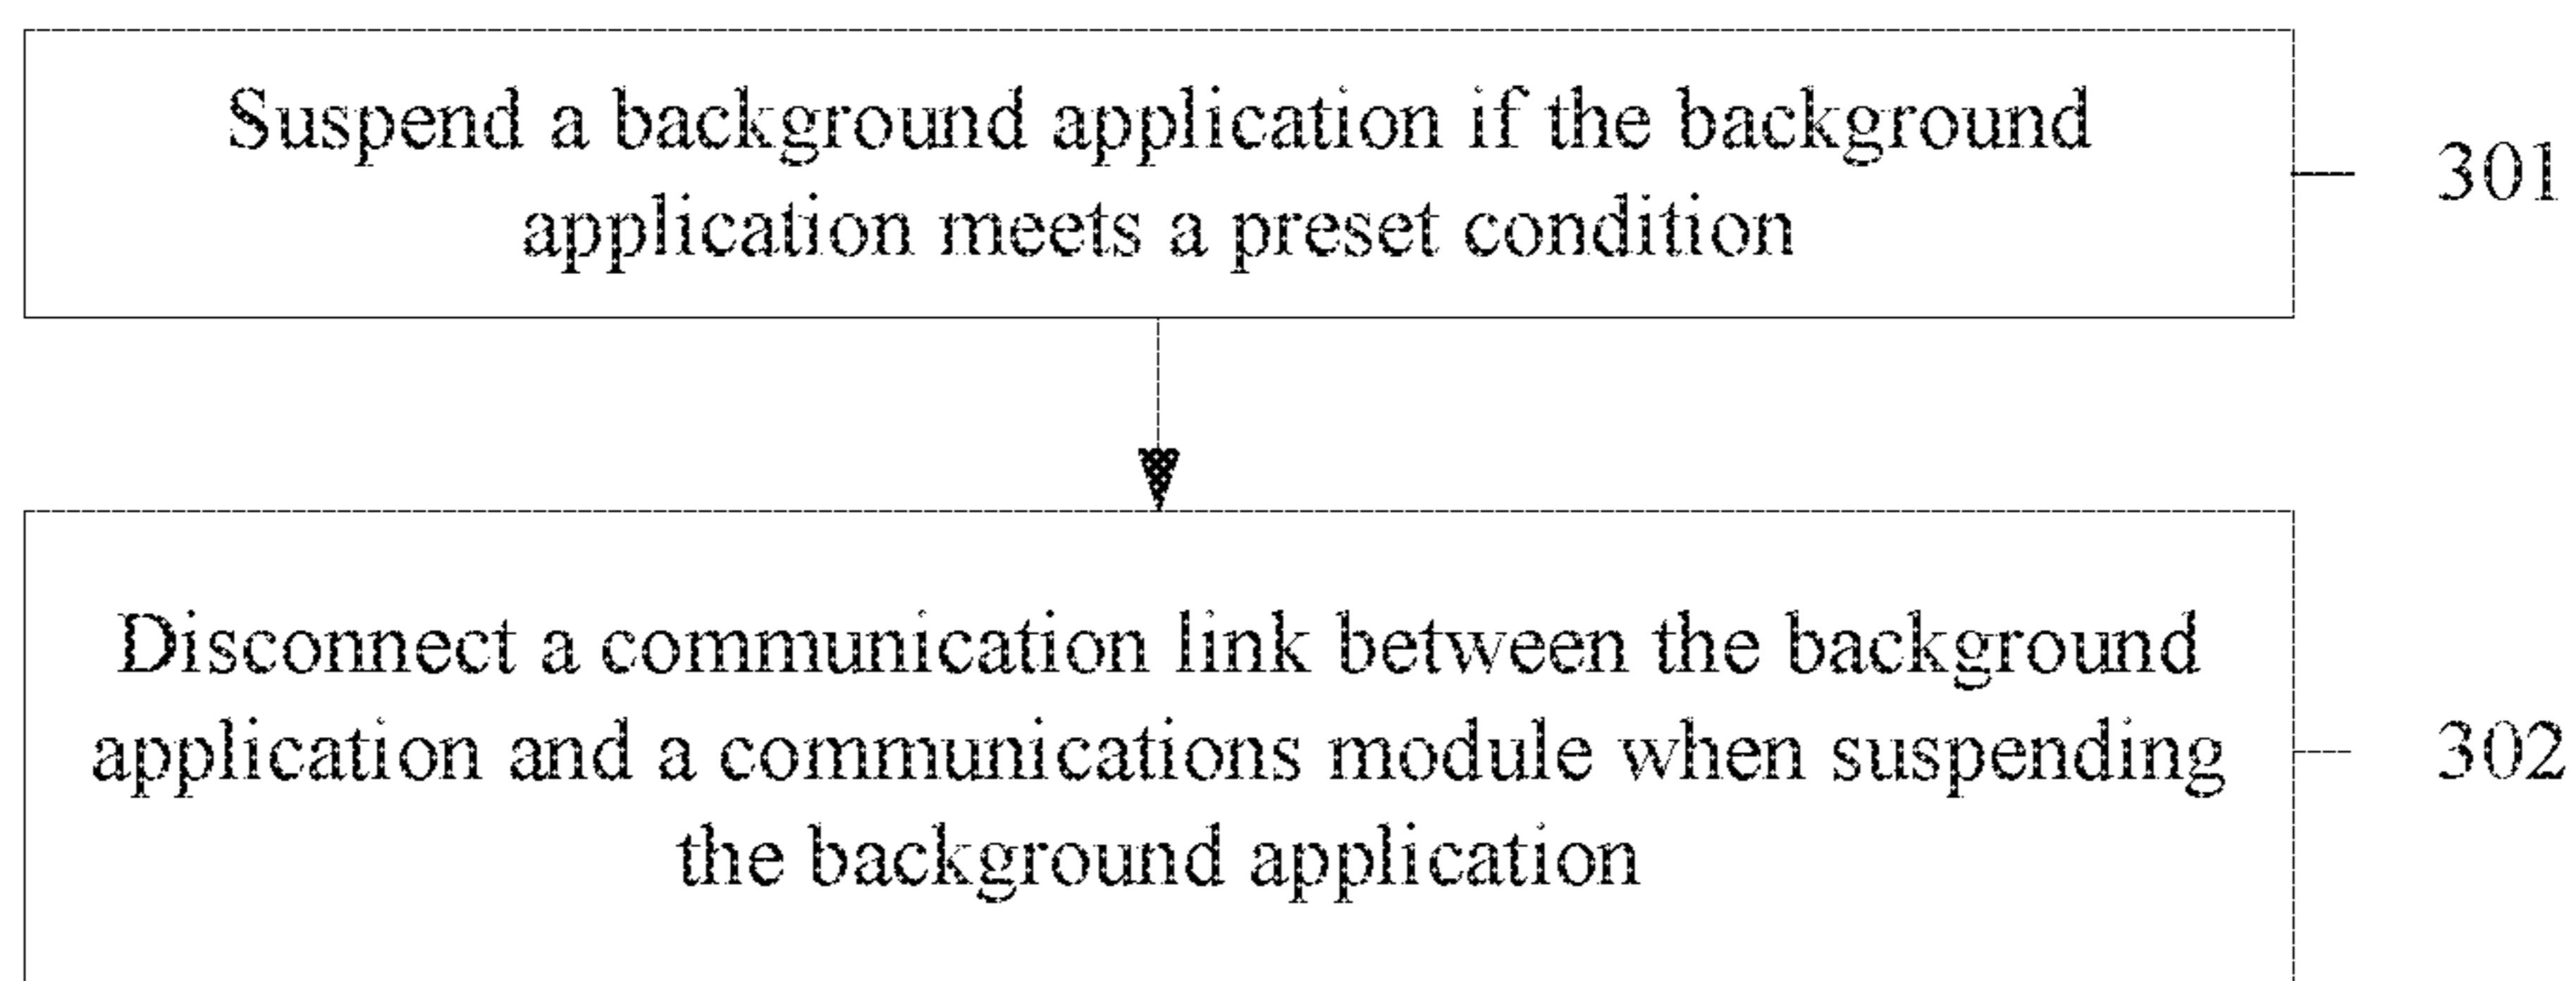 Suspend a background application if the background
application meets a preset condition
301
Disconnect a communication link between the background
application and a communications module when suspending
the background application
302